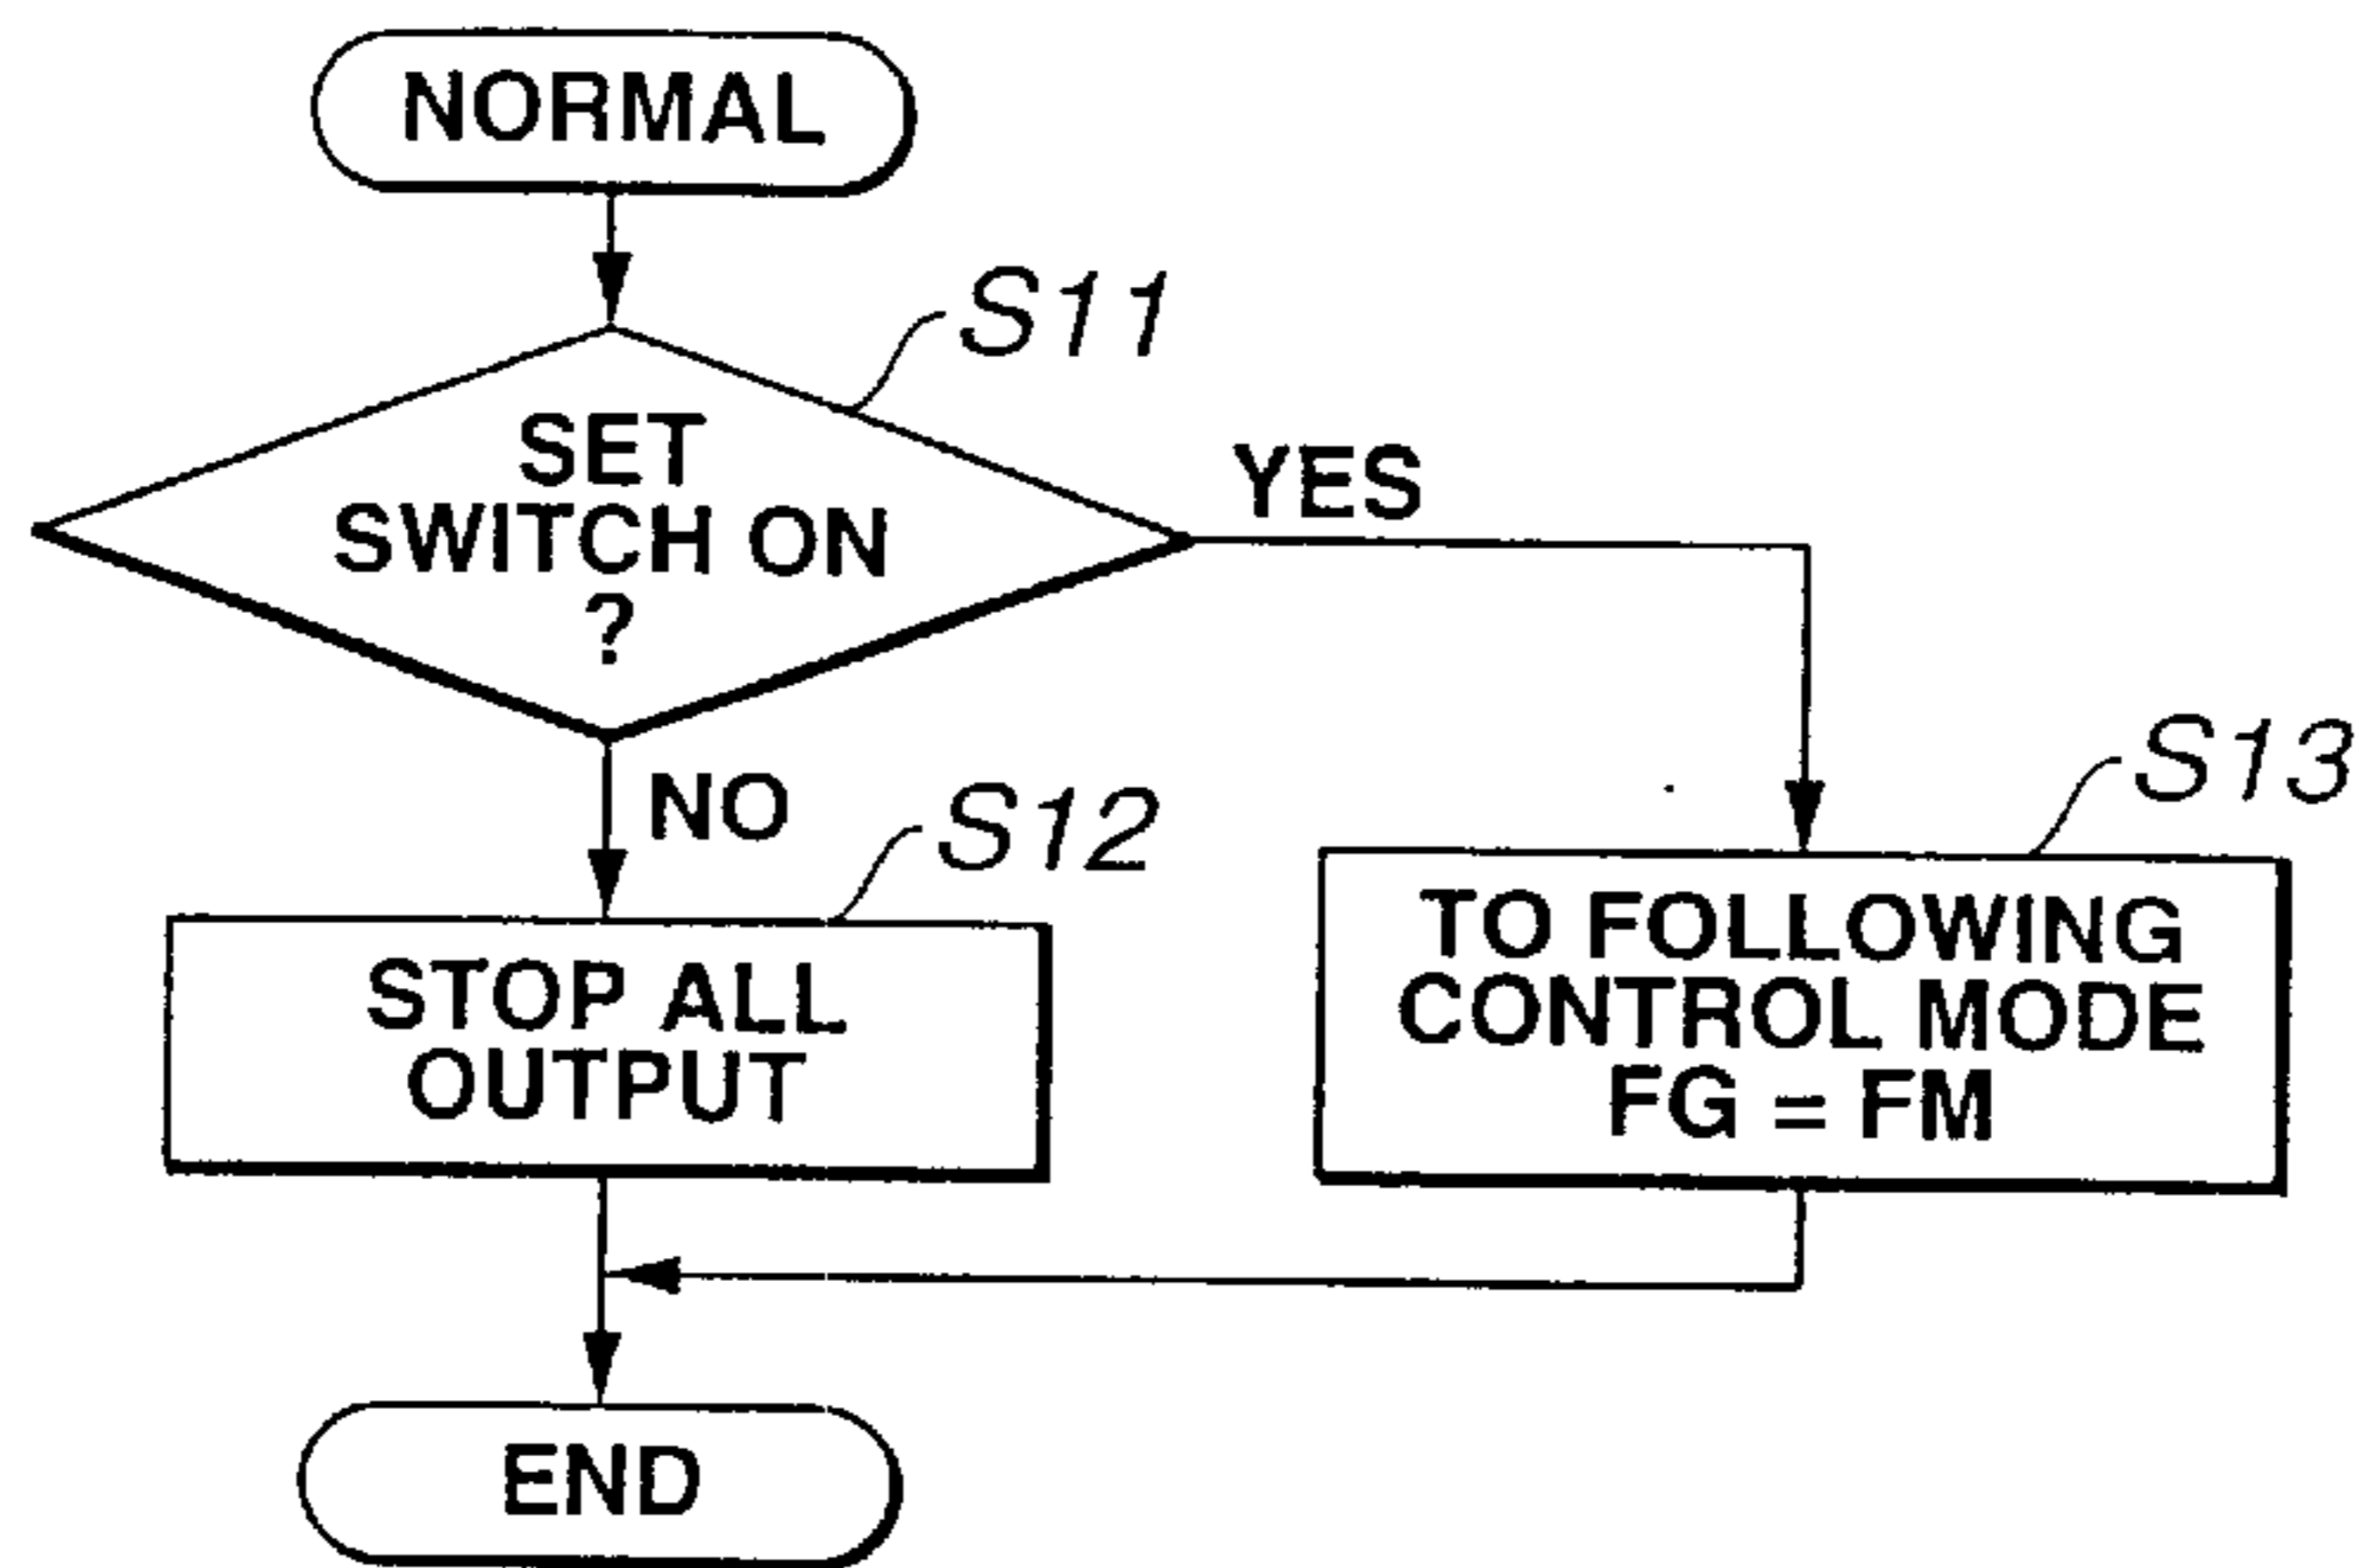 NORMAL
S11
SET
SWITCH ON
?
YES
NO
S12
S13
STOP ALL
OUTPUT
TO FOLLOWING
CONTROL MODE
FG = FM
END